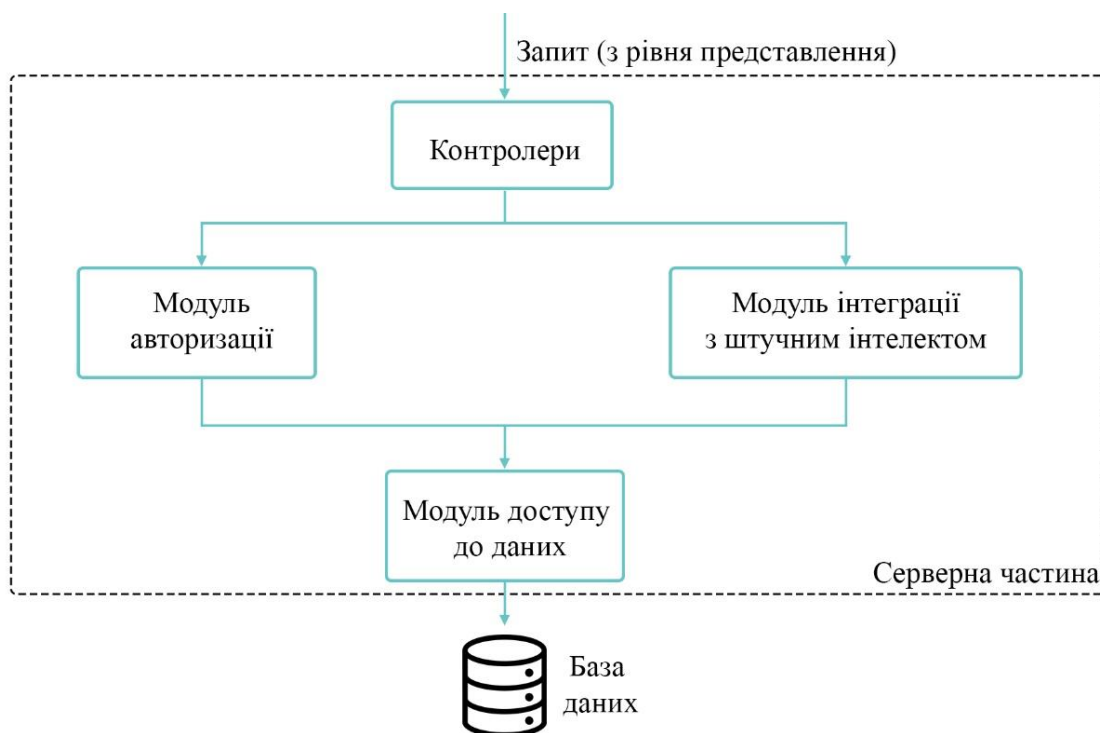 Запит (з рівня представлення)
Контролери
Модуль
авторизації
Модуль інтеграції
з штучним інтелектом
Модуль доступу
до даних
Серверна частина
База
даних